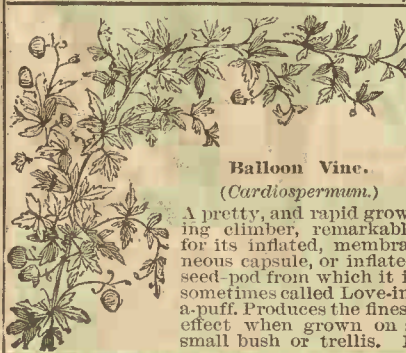 Balloon Vine.
(Cardiospermum.)
A pretty, and rapid grow-
ing climber, remarkabl
for its inflated, membra
neous capsule, or inflate
seed-pod from which it i
sometimes called Love-in
a-puff. Produces the fines
effect when grown on
small bush or trellis.